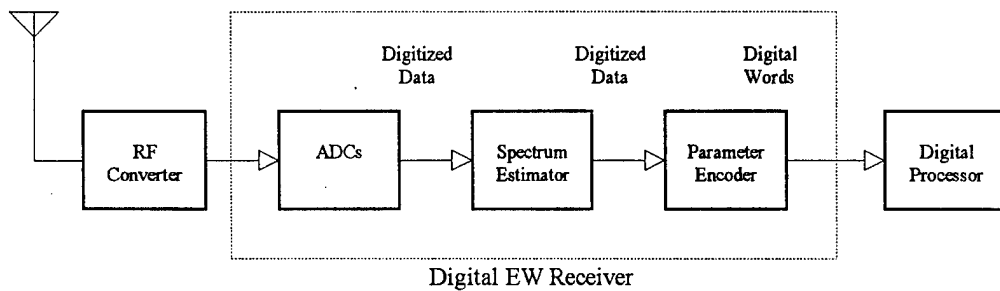 Digitized
Data
Digitized
Data
Digital
Words
RF
Converter
ADCs
Spectrum
Estimator
Parameter
Encoder
Digital
Processor
Digital EW Receiver